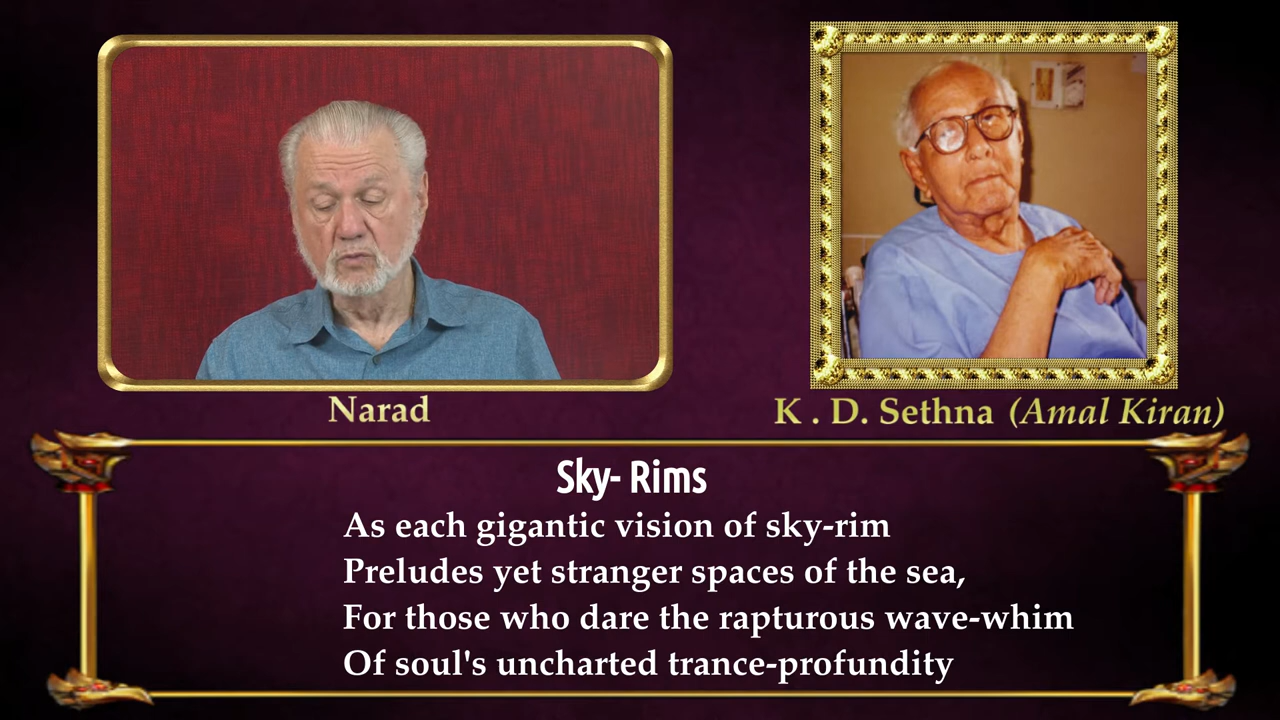 Narad
K . D. Sethna (Amal Kiran)
Sky- Rims
As each gigantic vision of sky-rim
Preludes yet stranger spaces of the sea,
For those who dare the rapturous wave-whim
Of soul's uncharted trance-profundity